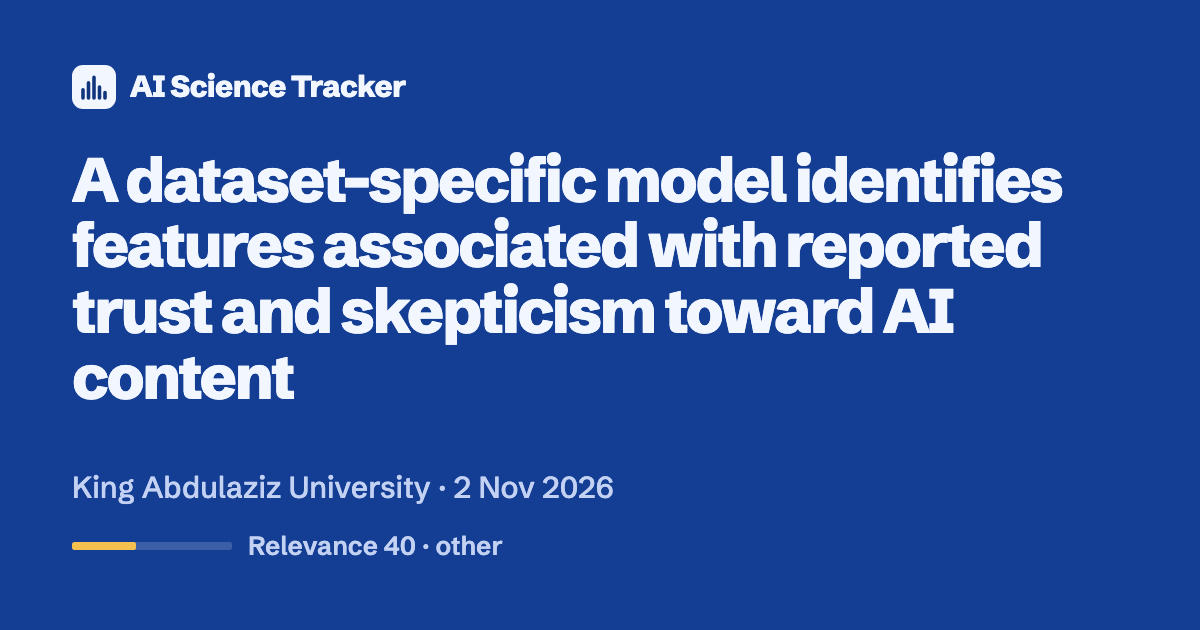 AI Science Tracker
A dataset-specific model identifies
features associated with reported
trust and skepticism toward AI
content
King Abdulaziz University · 2 Nov 2026
Relevance 40 · other